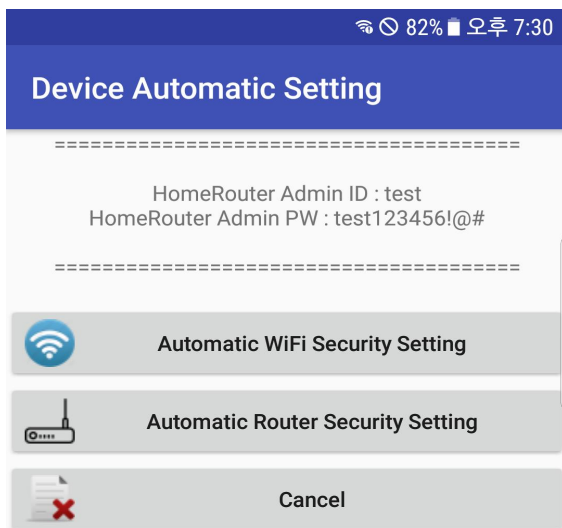 82% 오후 7:30
Device Automatic Setting
=======================================
HomeRouter Admin ID : test
HomeRouter Admin PW : test123456!@#
=======================================
Automatic WiFi Security Setting
Automatic Router Security Setting
Cancel